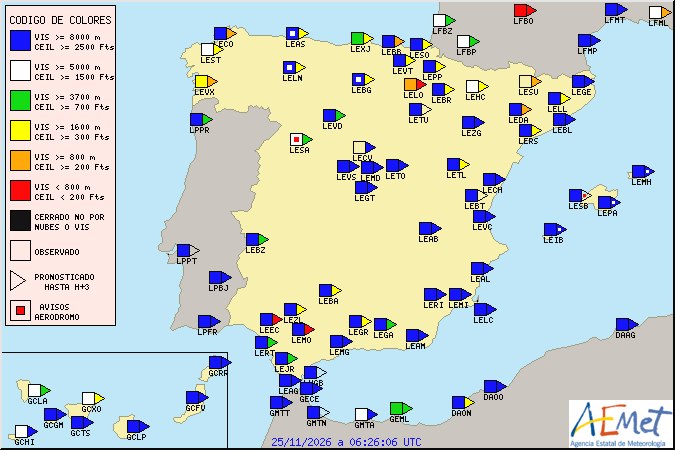 CODIGO DE COLORES
VIS >= 8000 m
CEIL >= 2500 Fts
VIS >= 5000 m
CEIL >= 1500 Fts
VIS >= 3700 m
CEIL >= 700 Fts
VIS >= 1600 m
CEIL >= 300 Fts
VIS >= 800 m
CEIL >= 200 Fts
VIS < 800 m
CEIL < 200 Fts
CERRADO NO POR
NUBES O VIS
OBSERVADO
PRONOSTICADO
HASTA H+3
AVISOS
AERODROMO
LFBO
LFMT
LFML
LFBZ
LECO
LEAS
LEXJ
LEBB
LESO
LFBP
LFMP
LEST
LEVT
LEPP
LELN
LEBG
LEVX
LELO
LEBR
LEHC
LESU
LEGE
LELL
LEVD
LETU
LEDA
LEBL
LPPR
LEZG
LERS
LESA
LECV
LEVS
LEMD
LETO
LETL
LEMH
LEGT
LECH
LEBT
LESB
LEPA
LEVC
LEAB
LEIB
LEBZ
LPPT
LEAL
LPBJ
LEBA
LERI
LEMI
LEZL
LELC
LPFR
LEEC
LEMO
LEGR
LEGA
DAAG
LERT
LEMG
LEAM
LEJR
GCRR
LEAG
GECE
DAOO
GCLA
GCXO
GCFV
GMTT
GMTN
GMTA
GEML
DAON
GCGM
GCTS
GCLP
GCHI
25/11/2026 a 06:26:06 UTC
AEMet
Agencia Estatal de Meteorología